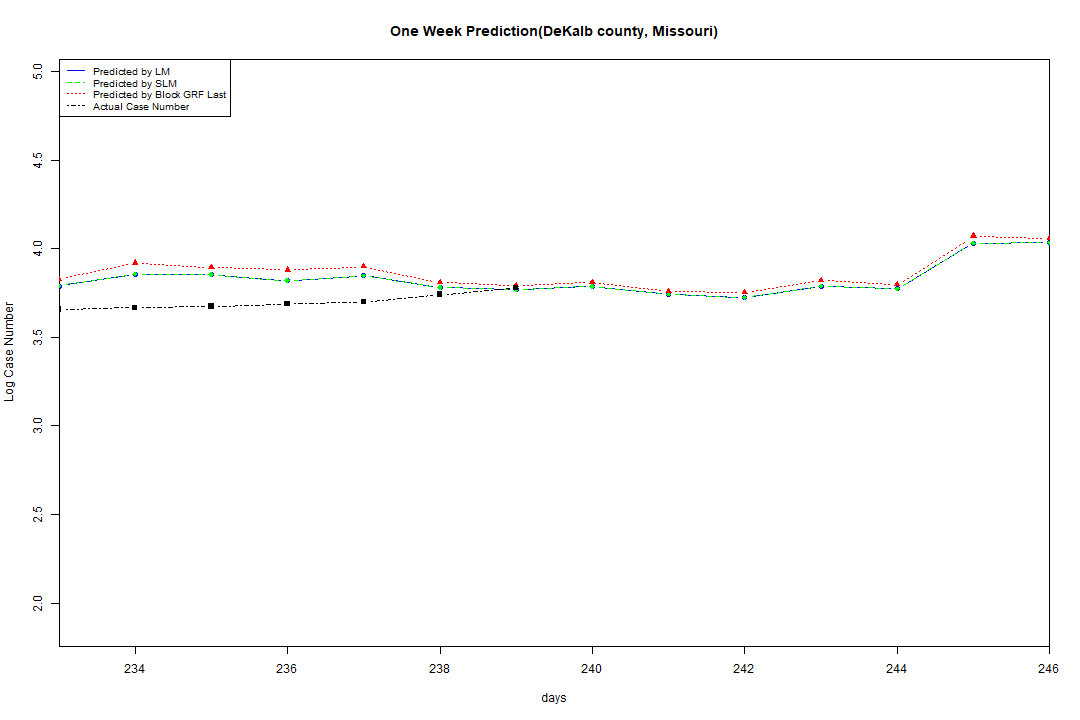 One Week Prediction(DeKalb county, Missouri)
Predicted by LM
Predicted by SLM
Predicted by Block GRF Last
Actual Case Number
5.0
4.5
4.0
3.5
3.0
2.5
2.0
Log Case Number
234 236 238 240 242 244 246
days